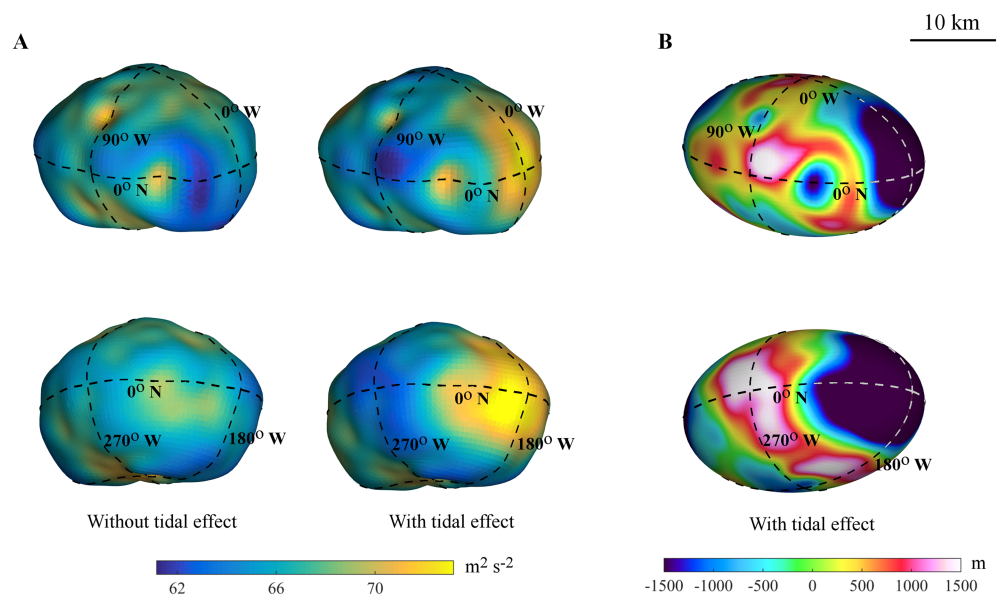 A
B
10 km
90° W
0° W
0° N
90° W
0° W
0° N
90° W
0° W
0° N
0° N
270° W
180° W
0° N
270° W
180° W
0° N
270° W
180° W
Without tidal effect
With tidal effect
With tidal effect
62 66 70
m² s⁻²
-1500 -1000 -500 0 500 1000 1500
m